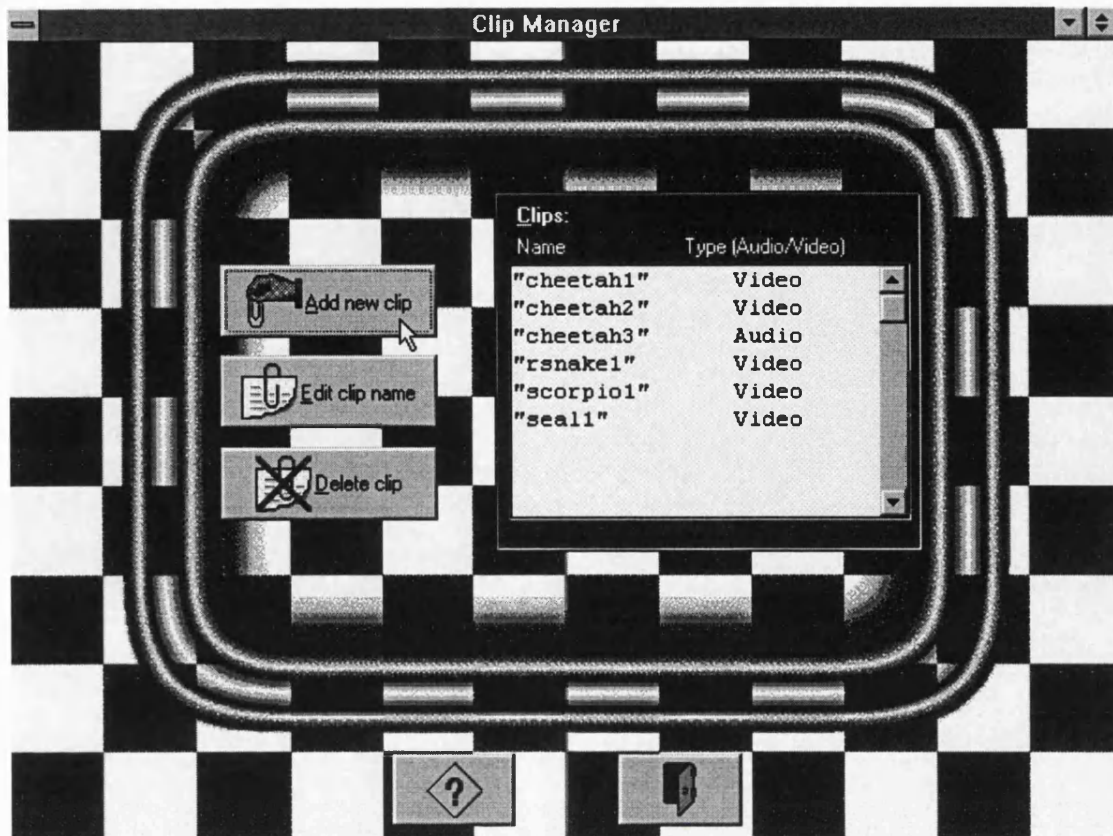 Clip Manager
Clips:
Name Type (Audio/Video)
"cheetah1" Video
"cheetah2" Video
"cheetah3" Audio
"rsnake1" Video
"scorpio1" Video
"seal1" Video
Add new clip
Edit clip name
Delete clip
?